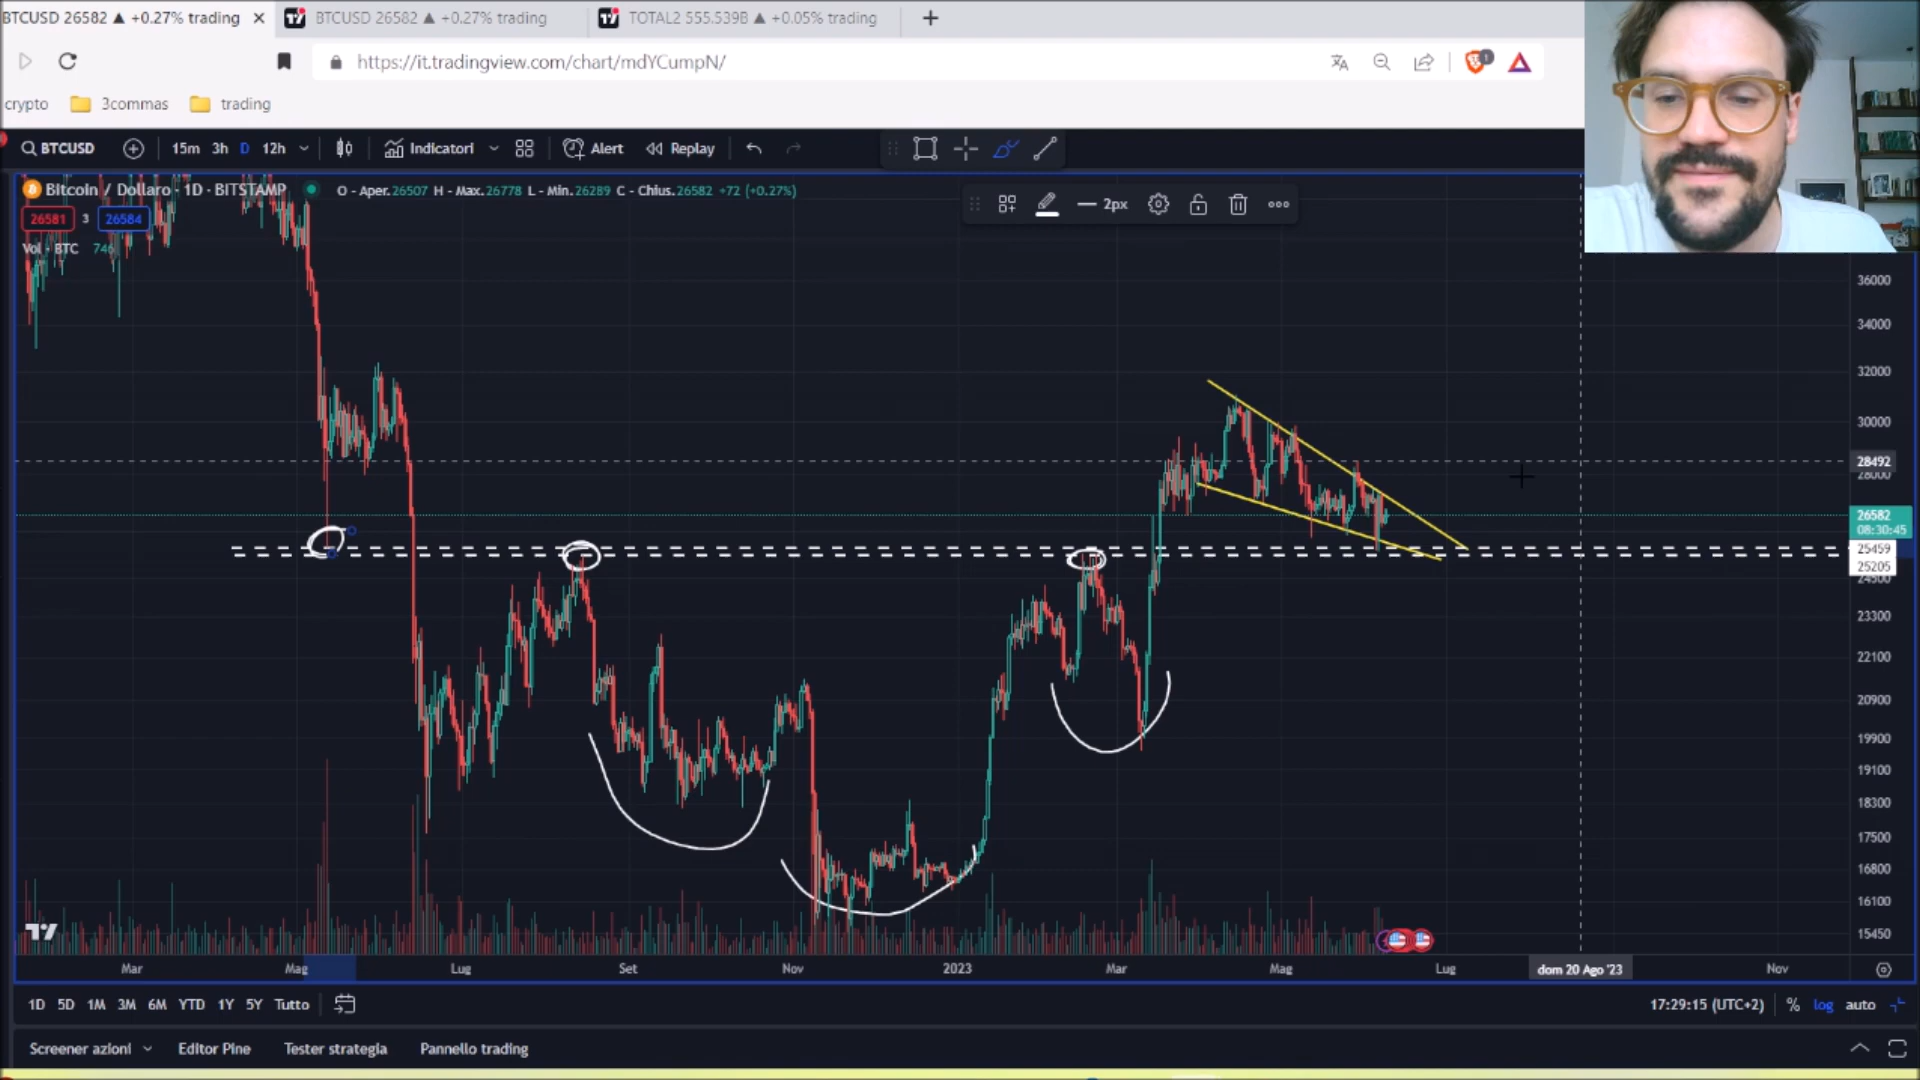 BTCUSD 26582 ▲ +0.27% trading
BTCUSD 26582 ▲ +0.27% trading
TOTAL2 555.539B ▲ +0.05% trading
https://it.tradingview.com/chart/mdYCumpN/
1
crypto
3commas
trading
BTCUSD
15m 3h D 12h
Indicatori
Alert
Replay
Bitcoin / Dollaro · 1D · BITSTAMP
O - Aper.26507 H - Max.26778 L - Min.26289 C - Chius.26582 +72 (+0.27%)
2px
26581 3 26584
Vol · BTC 746
36000
34000
32000
30000
28492
28000
26582
08:30:45
25459
25205
24500
23300
22100
20900
19900
19100
18300
17500
16800
16100
15450
Mar Mag Lug Set Nov 2023 Mar Mag Lug dom 20 Ago '23 Nov
1D 5D 1M 3M 6M YTD 1Y 5Y Tutto
17:29:15 (UTC+2) % log auto
Screener azioni Editor Pine Tester strategia Pannello trading